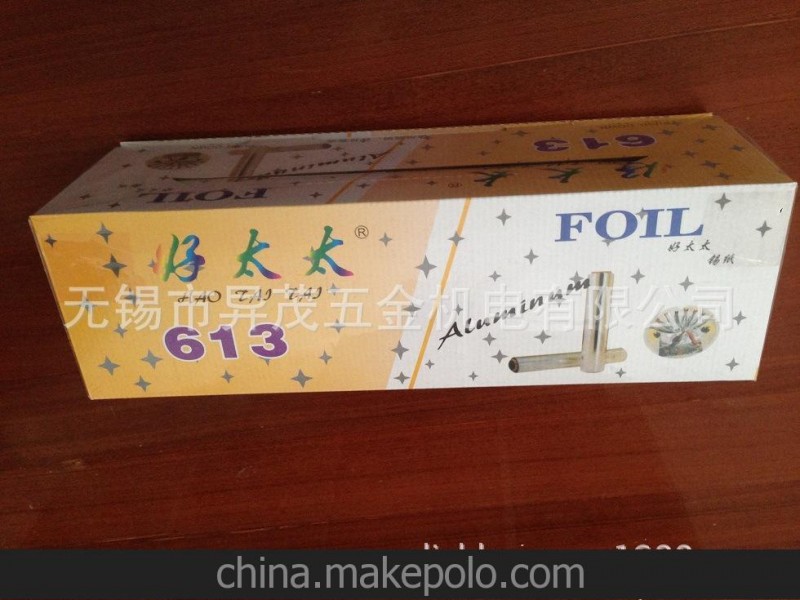 613
Aluminum
FOIL
好太太®
好太太®
HAO TAI TAI
613
FOIL
好太太
锡纸
Aluminum
无锡市昇茂五金机电有限公司
china.makepolo.com